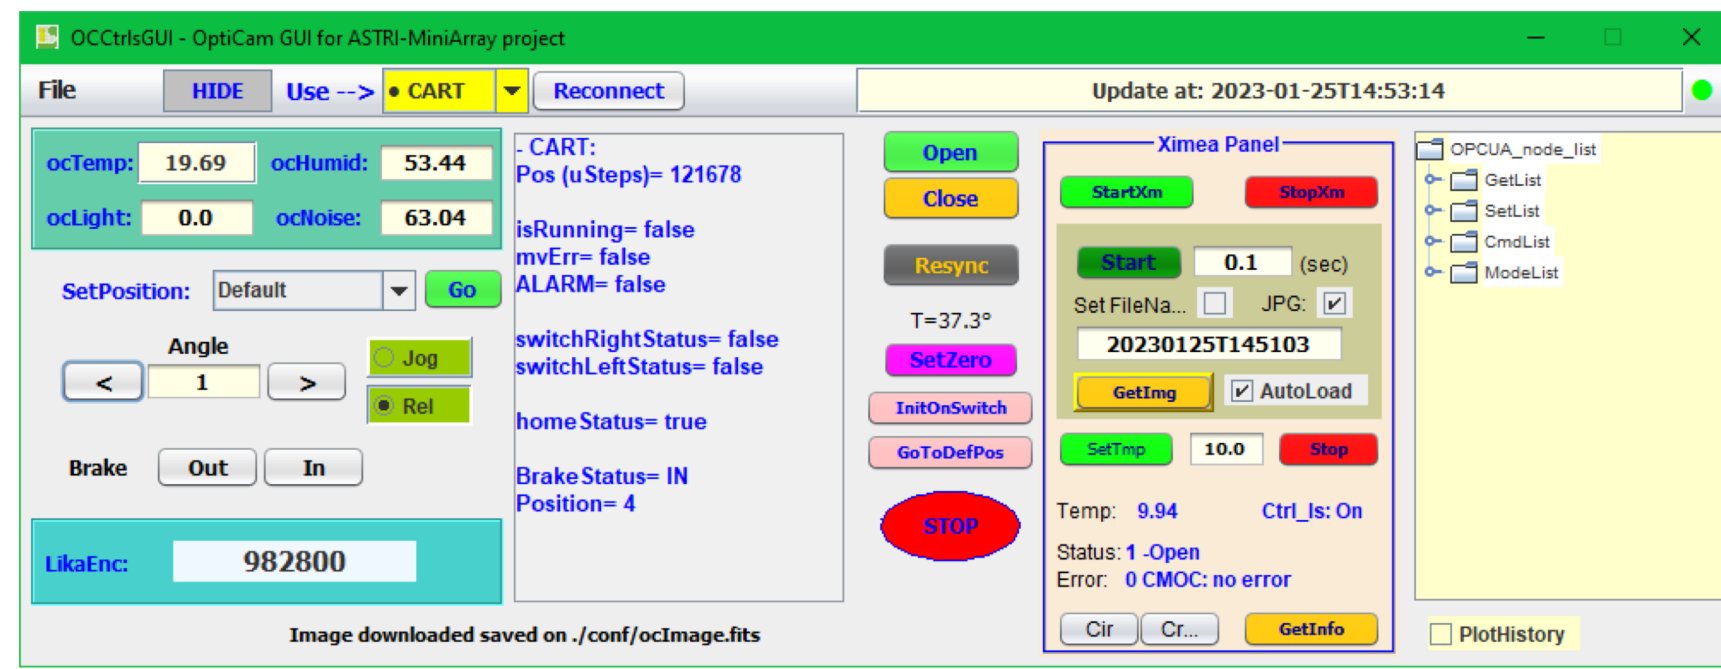 OCCtrlsGUI - OptiCam GUI for ASTRI-MiniArray project
File HIDE Use --> • CART Reconnect Update at: 2023-01-25T14:53:14
ocTemp: 19.69 ocHumid: 53.44
ocLight: 0.0 ocNoise: 63.04
SetPosition: Default Go
Angle
< 1 >
Jog
Rel
Brake Out In
LikaEnc: 982800
- CART:
Pos (uSteps)= 121678
isRunning= false
mvErr= false
ALARM= false
switchRightStatus= false
switchLeftStatus= false
homeStatus= true
BrakeStatus= IN
Position= 4
Image downloaded saved on ./conf/ocImage.fits
Open
Close
Resync
T=37.3°
SetZero
InitOnSwitch
GoToDefPos
STOP
Ximea Panel
StartXm StopXm
Start 0.1 (sec)
Set FileNa... JPG:
20230125T145103
GetImg AutoLoad
SetTmp 10.0 Stop
Temp: 9.94 Ctrl_Is: On
Status: 1 -Open
Error: 0 CMOC: no error
Cir Cr... GetInfo
OPCUA_node_list
GetList
SetList
CmdList
ModeList
PlotHistory